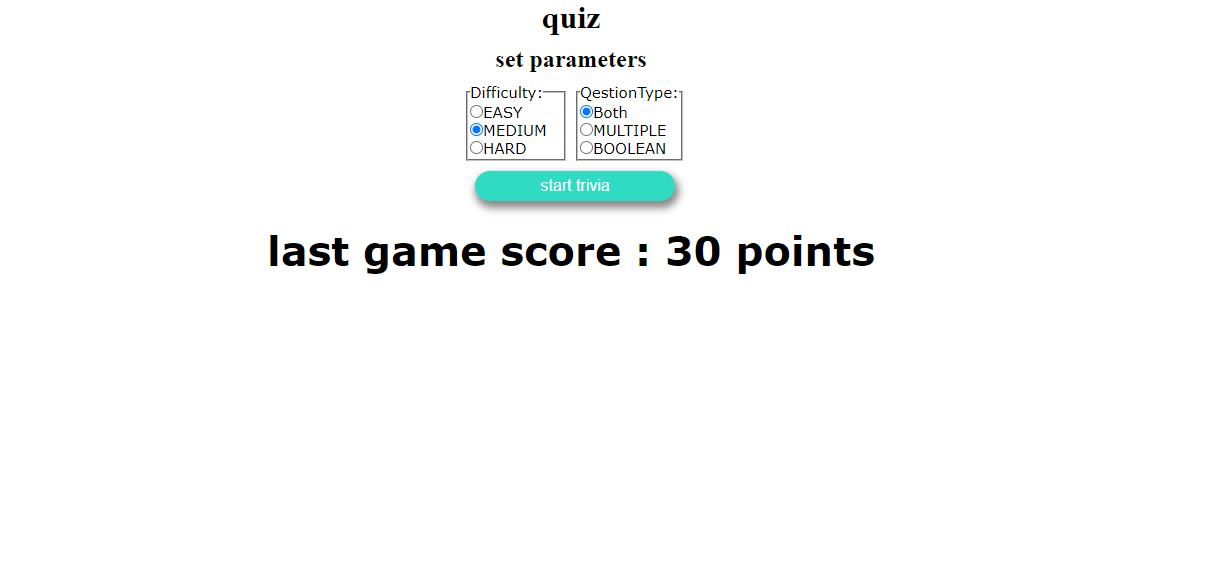 quiz
set parameters
Difficulty: QestionType:
EASY Both
MEDIUM MULTIPLE
HARD BOOLEAN
start trivia
last game score : 30 points